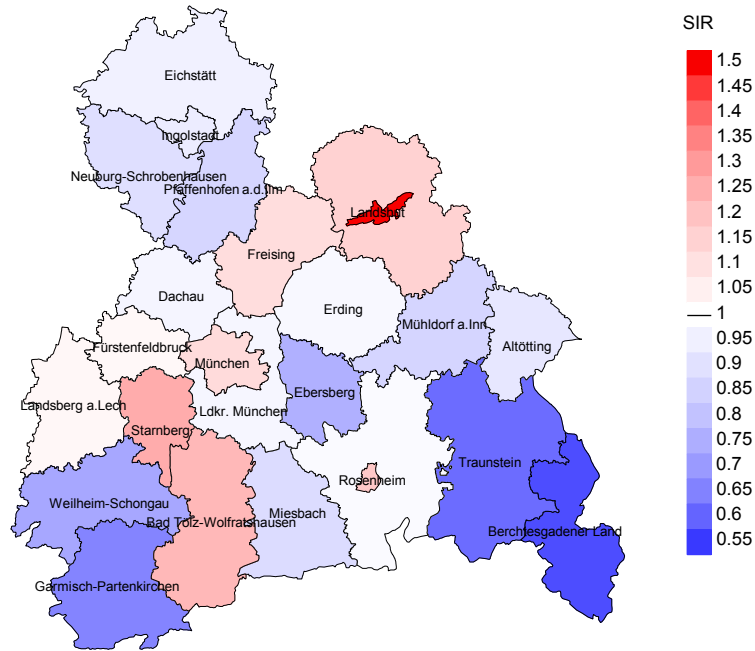 SIR
1.5
1.45
1.4
1.35
1.3
1.25
1.2
1.15
1.1
1.05
1
0.95
0.9
0.85
0.8
0.75
0.7
0.65
0.6
0.55
Eichstätt
Ingolstadt
Neuburg-Schrobenhausen
Pfaffenhofen a.d.Ilm
Landshut
Freising
Dachau
Erding
Mühldorf a.Inn
Altötting
Fürstenfeldbruck
München
Ebersberg
Landsberg a.Lech
Ldkr. München
Starnberg
Traunstein
Rosenheim
Weilheim-Schongau
Miesbach
Bad Tölz-Wolfratshausen
Berchtesgadener Land
Garmisch-Partenkirchen